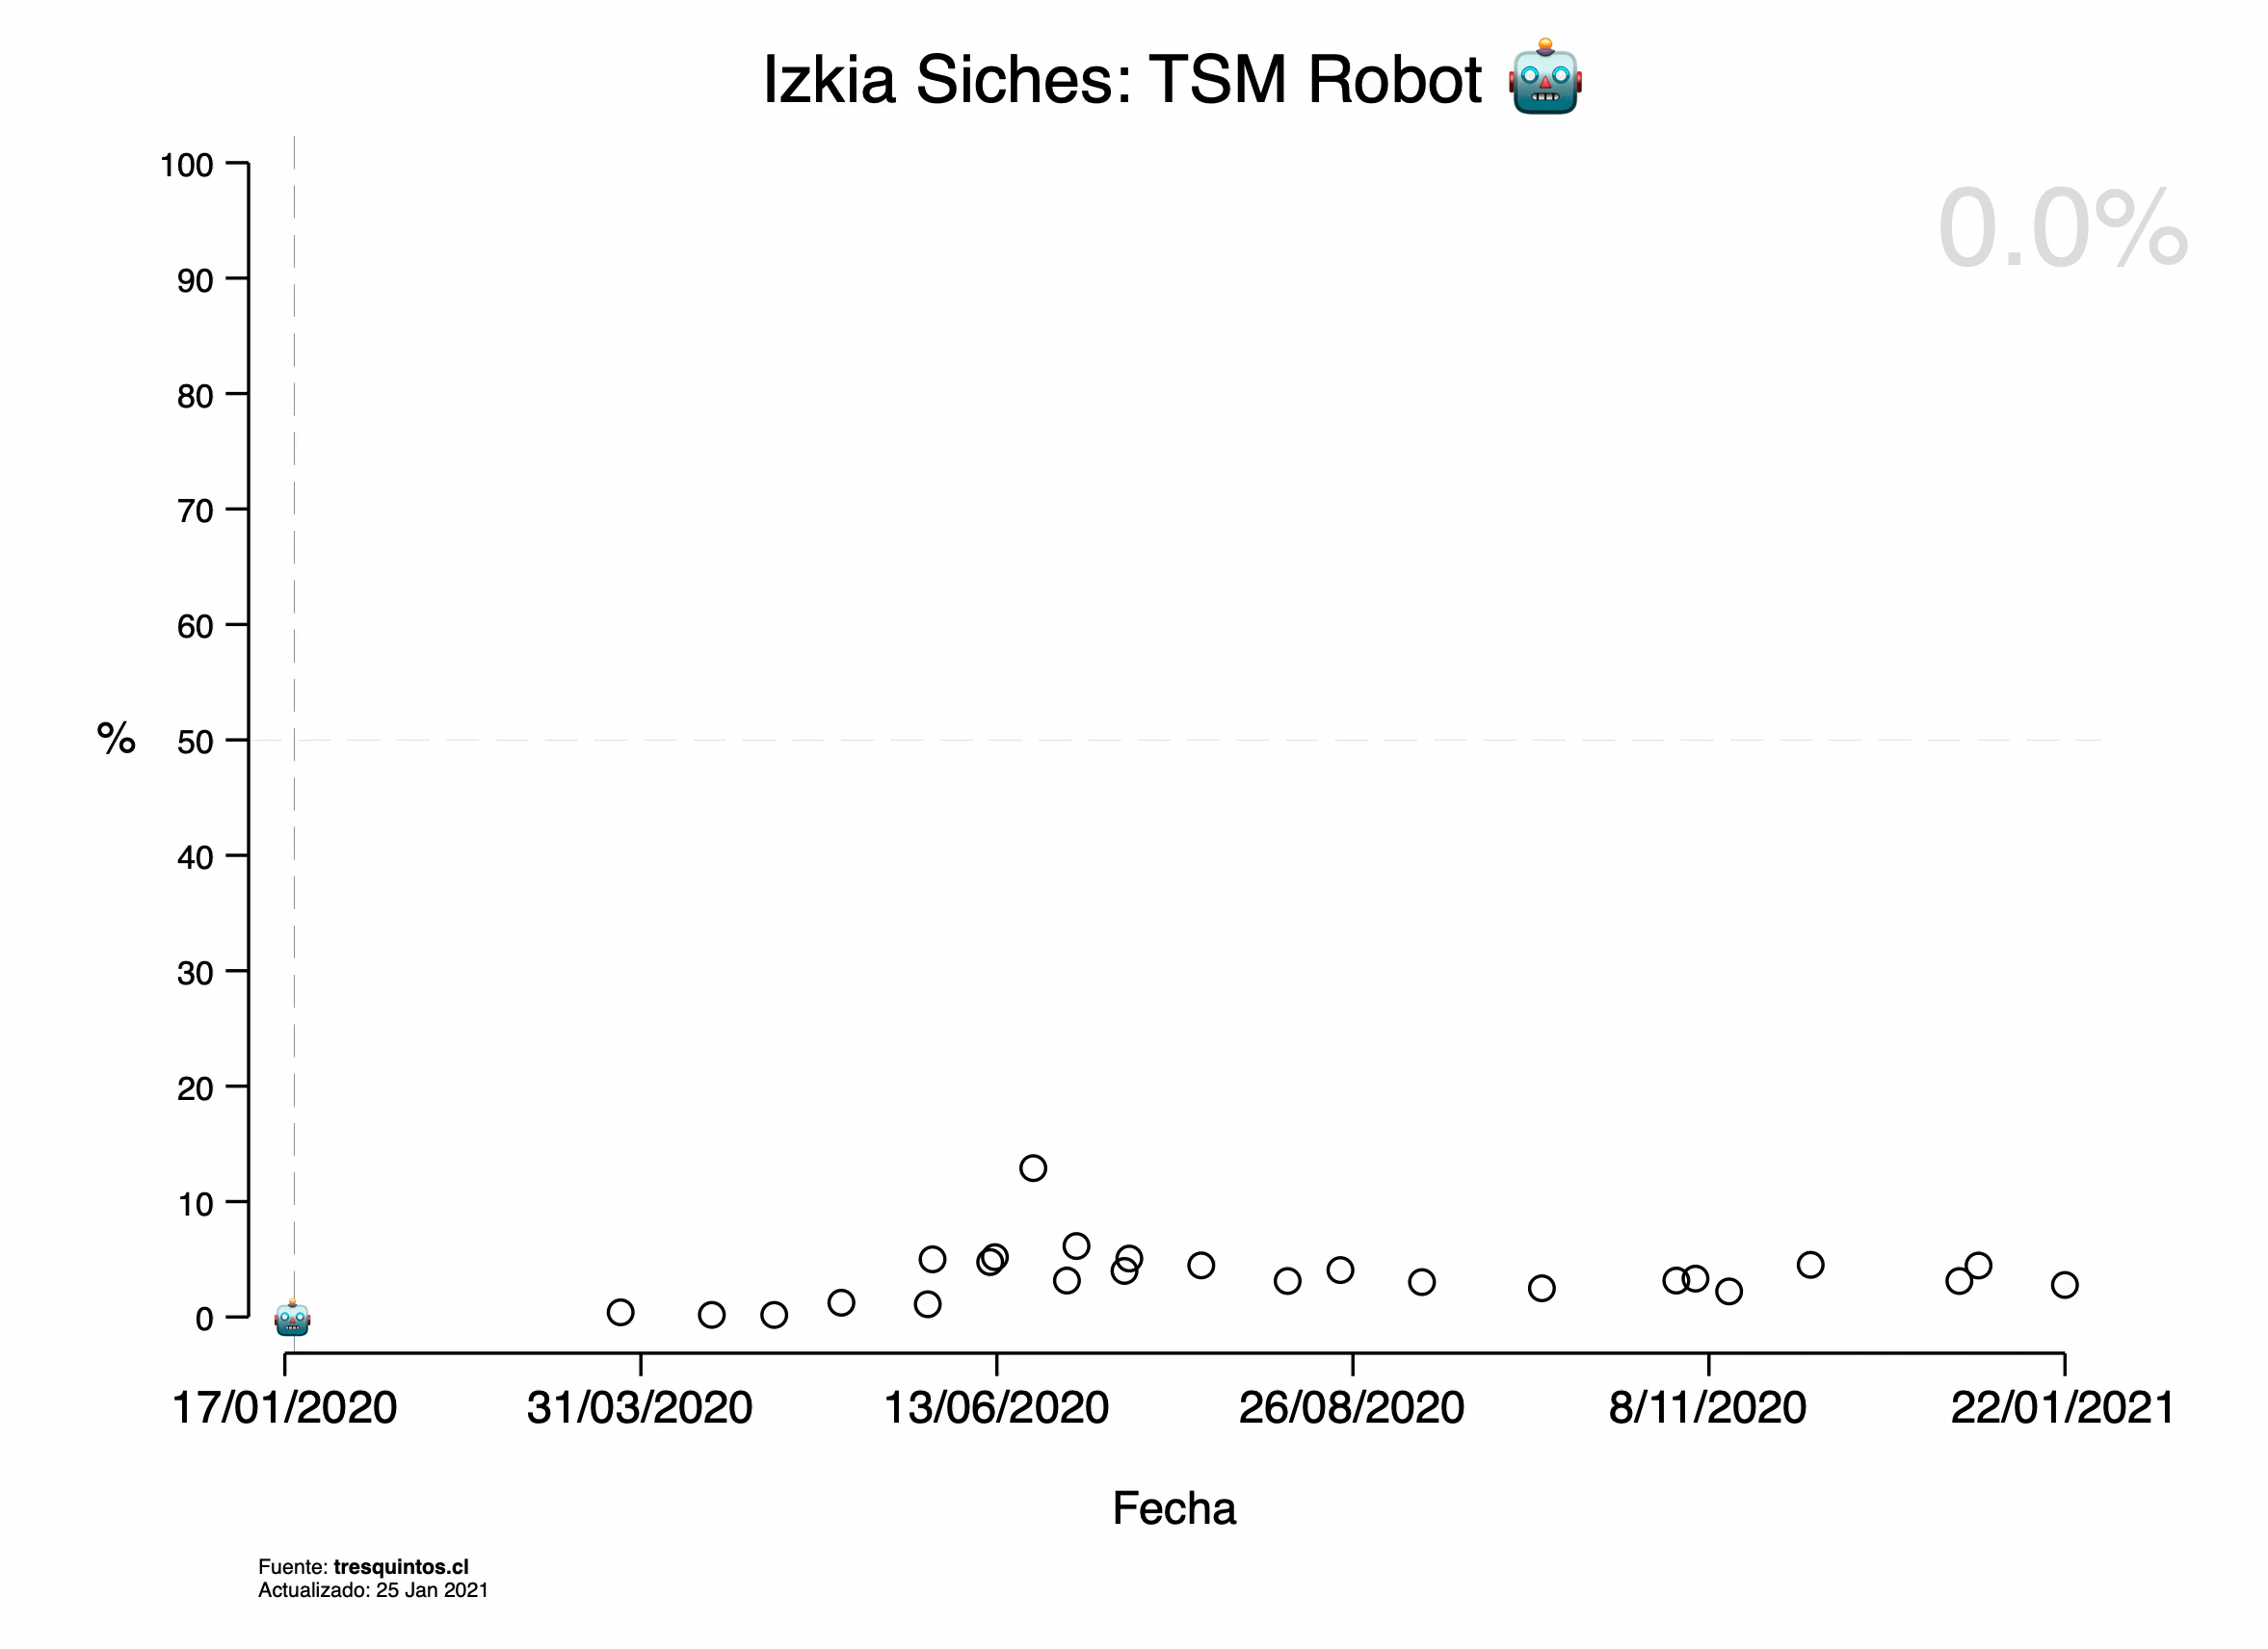 Izkia Siches: TSM Robot 🤖
0.0%
100
90
80
70
60
50
40
30
20
10
0
%
17/01/2020 31/03/2020 13/06/2020 26/08/2020 8/11/2020 22/01/2021
Fecha
Fuente: tresquintos.cl
Actualizado: 25 Jan 2021